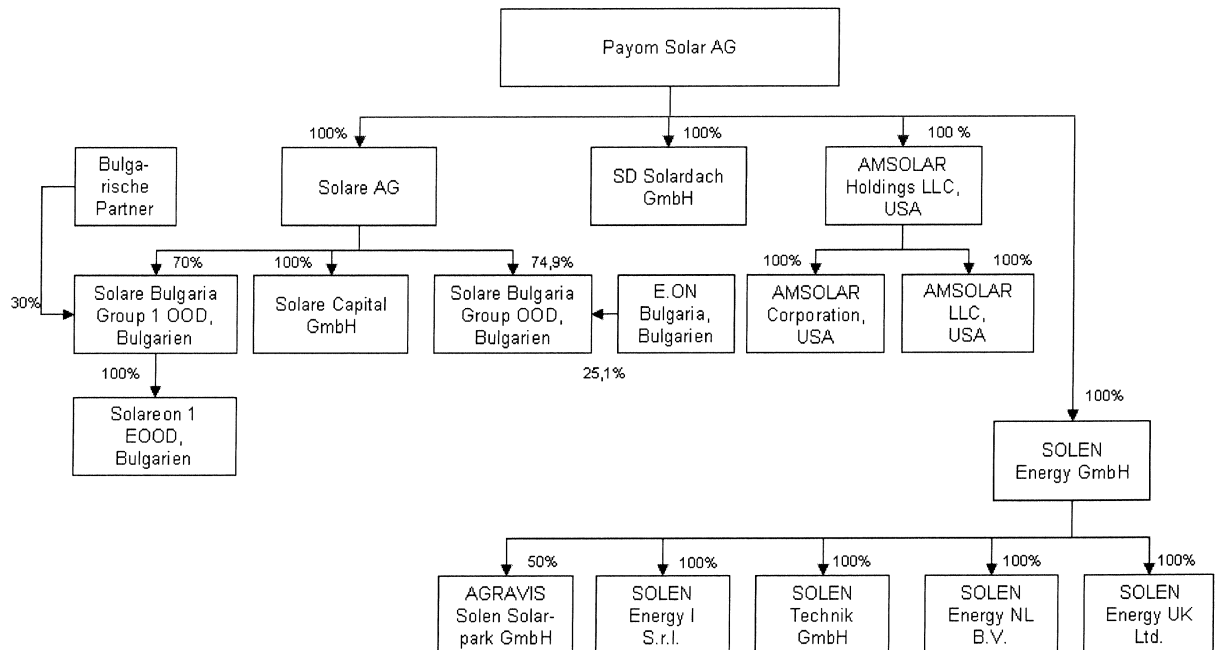 Payom Solar AG
100%
100%
100 %
Bulga-
rische
Partner
Solare AG
SD Solardach
GmbH
AMSOLAR
Holdings LLC,
USA
70%
100%
74,9%
100%
100%
30%
Solare Bulgaria
Group 1 OOD,
Bulgarien
Solare Capital
GmbH
Solare Bulgaria
Group OOD,
Bulgarien
E.ON
Bulgaria,
Bulgarien
AMSOLAR
Corporation,
USA
AMSOLAR
LLC,
USA
100%
25,1%
100%
Solareon 1
EOOD,
Bulgarien
SOLEN
Energy GmbH
50%
100%
100%
100%
100%
AGRAVIS
Solen Solar-
park GmbH
SOLEN
Energy I
S.r.l.
SOLEN
Technik
GmbH
SOLEN
Energy NL
B.V.
SOLEN
Energy UK
Ltd.